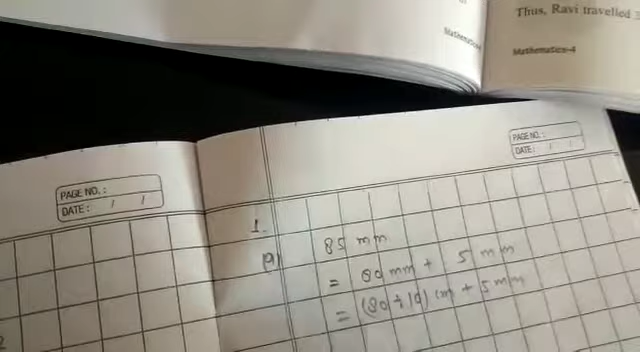 Thus, Ravi travelled
Mathematics-4
PAGE NO. :
DATE : / /
PAGE NO. :
DATE : / /
1.
a) 85 mm
= 80 mm + 5 mm
= (80÷10) cm + 5 mm